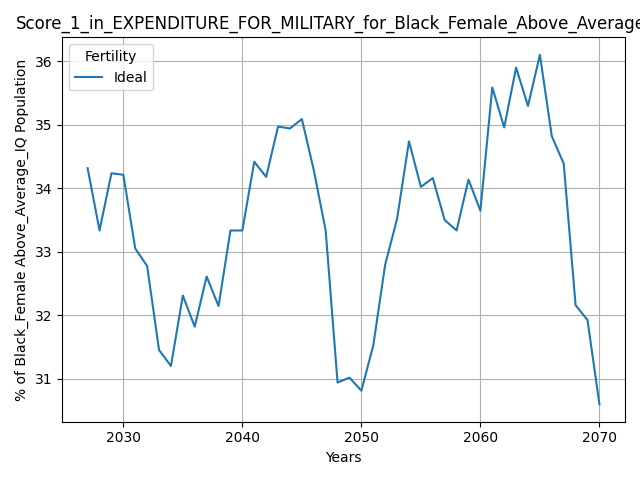 Score_1_in_EXPENDITURE_FOR_MILITARY_for_Black_Female_Above_Average
% of Black_Female Above_Average_IQ Population
Fertility
Ideal
36
35
34
33
32
31
2030
2040
2050
2060
2070
Years